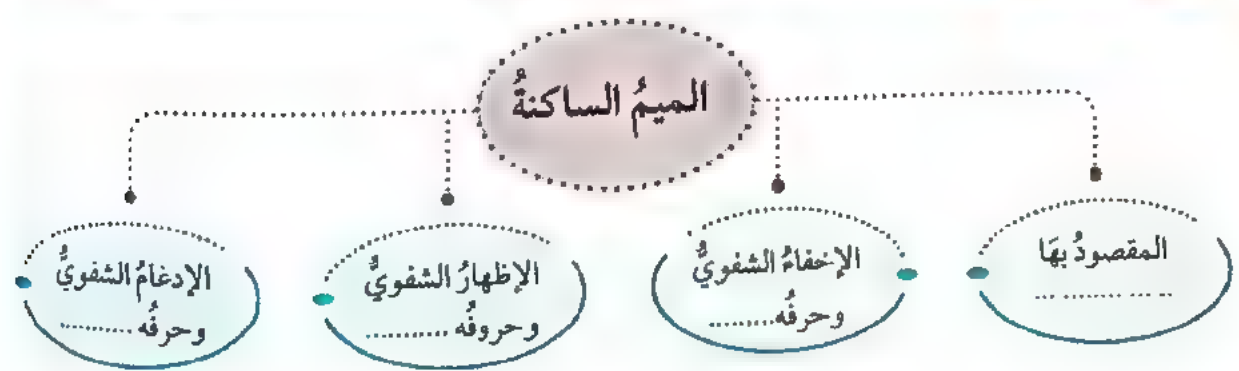 الميمُ الساكنةُ
المقصودُ بهَا
... ... ... ...
الإخفاءُ الشفويُّ
وحرفُه.........
الإظهارُ الشفويُّ
وحروفُه .........
الإدغامُ الشفويُّ
وحرفُه .........